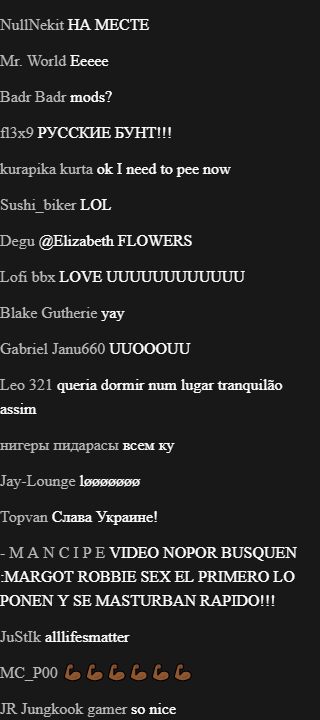 NullNekit НА МЕСТЕ
Mr. World Eeeee
Badr Badr mods?
fl3x9 РУССКИЕ БУНТ!!!
kurapika kurta ok I need to pee now
Sushi_biker LOL
Degu @Elizabeth FLOWERS
Lofi bbx LOVE UUUUUUUUUUUU
Blake Gutherie yay
Gabriel Janu660 UUOOOUU
Leo 321 queria dormir num lugar tranquilão
assim
нигеры пидарасы всем ку
Jay-Lounge løøøøøøø
Topvan Слава Украине!
- M A N C I P E VIDEO NOPOR BUSQUEN
:MARGOT ROBBIE SEX EL PRIMERO LO
PONEN Y SE MASTURBAN RAPIDO!!!
JuStIk alllifesmatter
MC_P00 💪🏾💪🏾💪🏾💪🏾💪🏾💪🏾
JR Jungkook gamer so nice